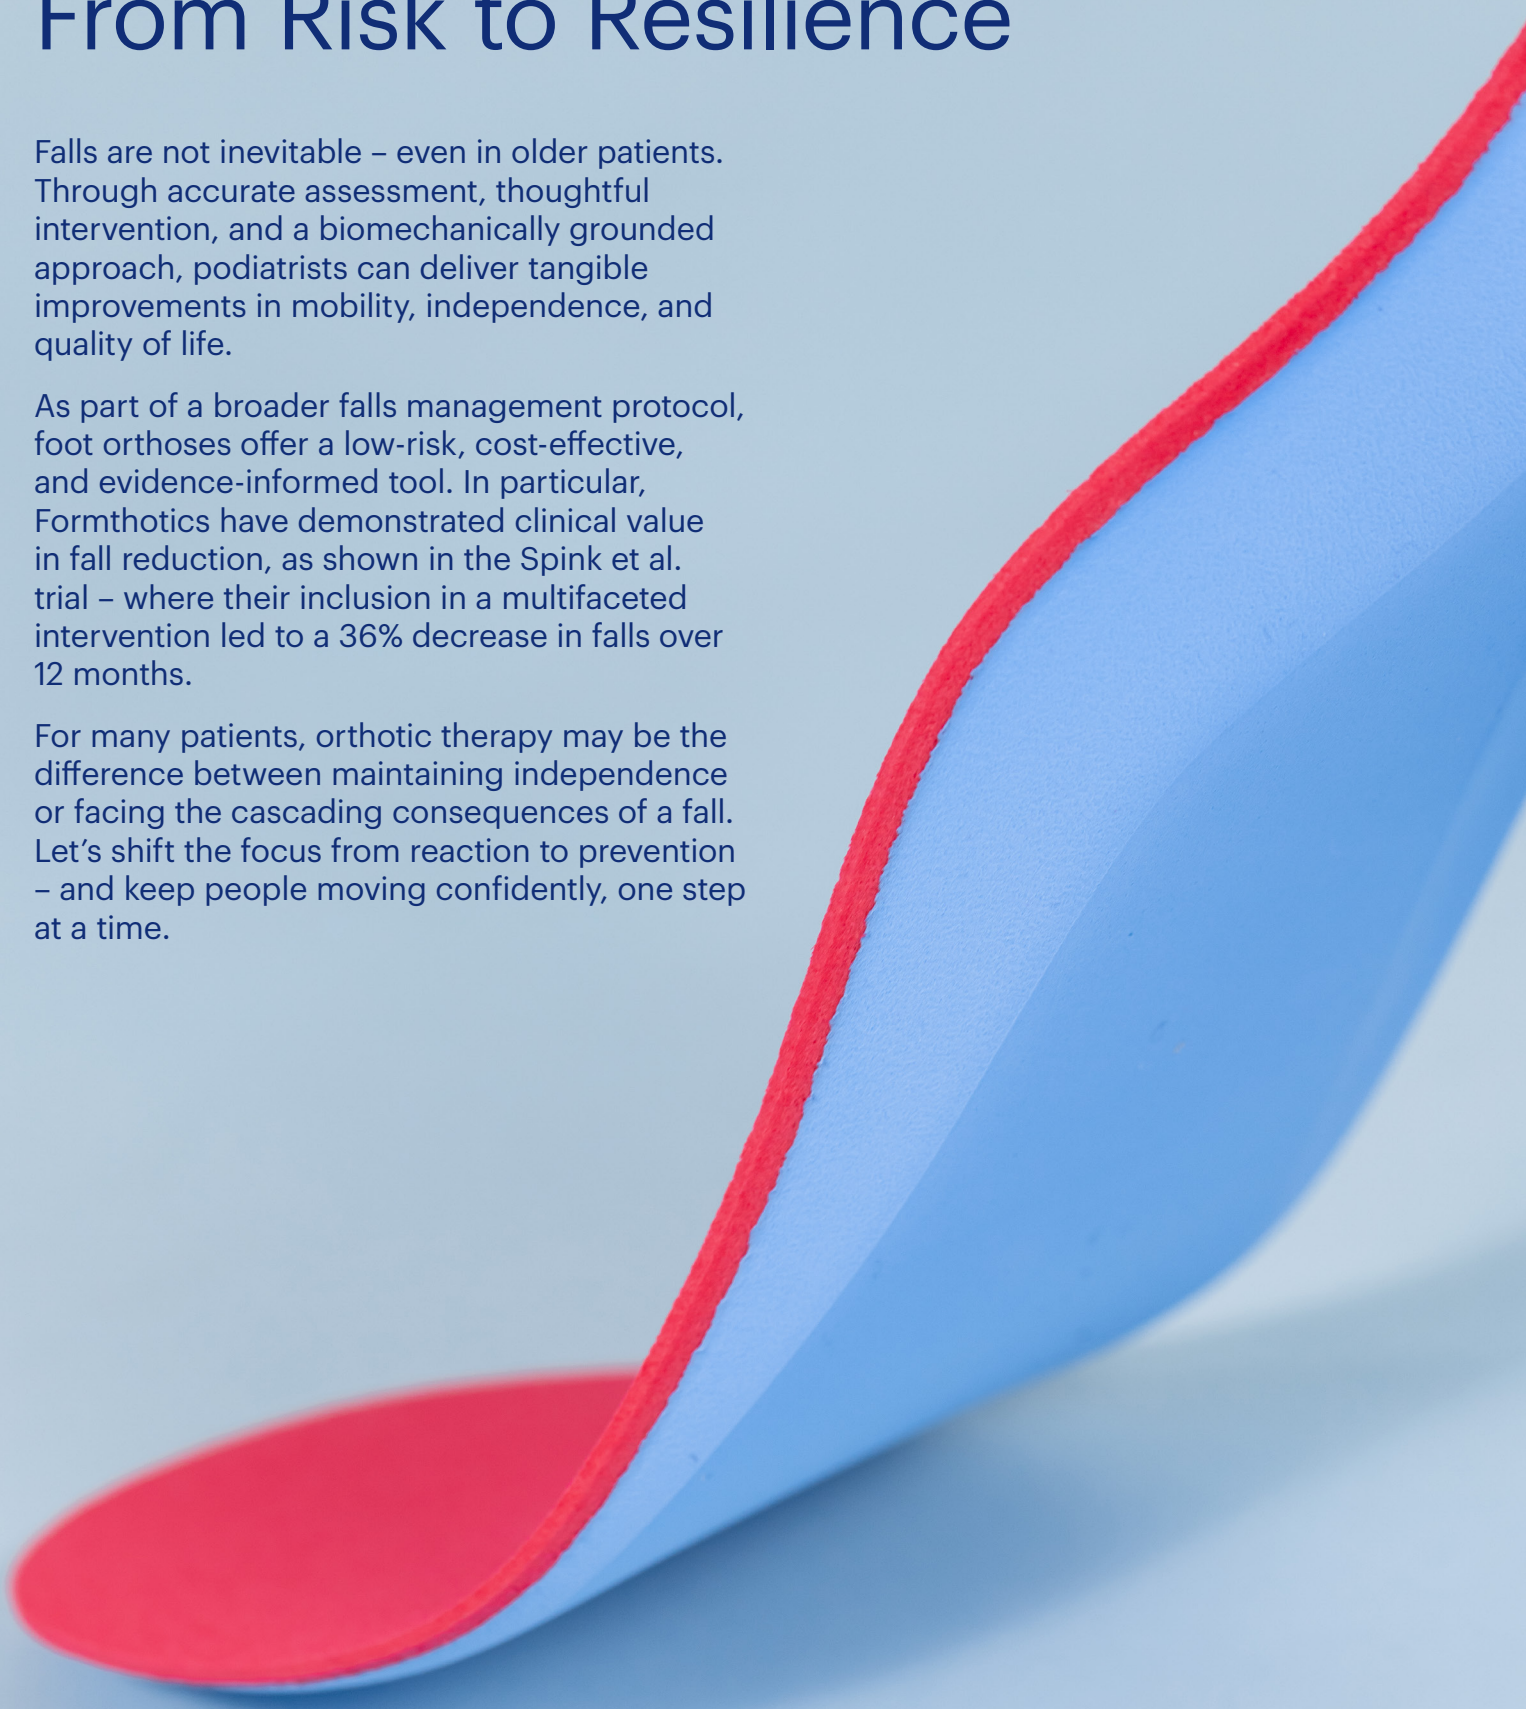 From Risk to Resilience
Falls are not inevitable – even in older patients.
Through accurate assessment, thoughtful
intervention, and a biomechanically grounded
approach, podiatrists can deliver tangible
improvements in mobility, independence, and
quality of life.
As part of a broader falls management protocol,
foot orthoses offer a low-risk, cost-effective,
and evidence-informed tool. In particular,
Formthotics have demonstrated clinical value
in fall reduction, as shown in the Spink et al.
trial – where their inclusion in a multifaceted
intervention led to a 36% decrease in falls over
12 months.
For many patients, orthotic therapy may be the
difference between maintaining independence
or facing the cascading consequences of a fall.
Let’s shift the focus from reaction to prevention
– and keep people moving confidently, one step
at a time.